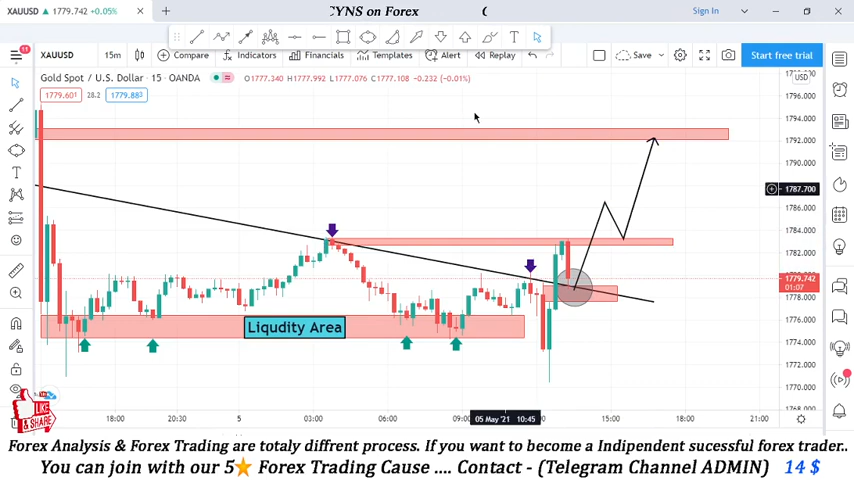 XAUUSD 1779.742 +0.05%
CYNS on Forex
(
Sign In
11
XAUUSD 15m Compare Indicators Financials Templates Alert Replay Save Start free trial
Gold Spot / U.S. Dollar · 15 · OANDA O1777.340 H1777.992 L1777.076 C1777.108 -0.232 (-0.01%)
1779.601 28.2 1779.883
USD
1796.000
1794.000
1792.000
1790.000
1787.700
1786.000
1784.000
1782.000
1779.742
01:07
1778.000
1776.000
1774.000
1772.000
1770.000
1768.000
Liqudity Area
LIKE
& SHARE
18:00 20:30 5 03:00 06:00 09:00 05 May '21 10:45 15:00 18:00 21:00
Forex Analysis & Forex Trading are totaly diffrent process. If you want to become a Indipendent sucessful forex trader..
You can join with our 5 Forex Trading Cause .... Contact - (Telegram Channel ADMIN) 14 $